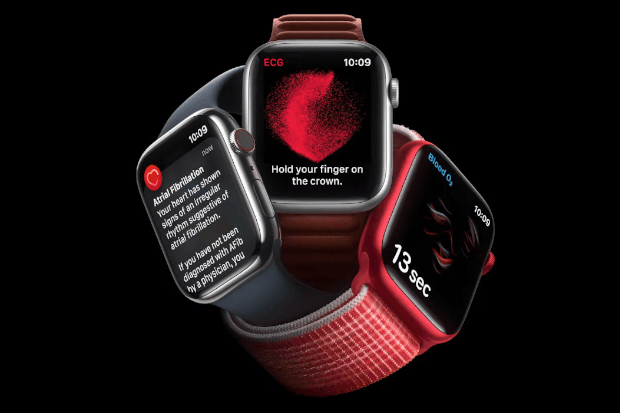 ECG 10:09
Hold your finger on
the crown.
10:09
now
Atrial Fibrillation
Your heart has shown
signs of an irregular
rhythm suggestive of
atrial fibrillation.
If you have not been
diagnosed with AFib
by a physician, you
Blood O₂
10:09
13 sec